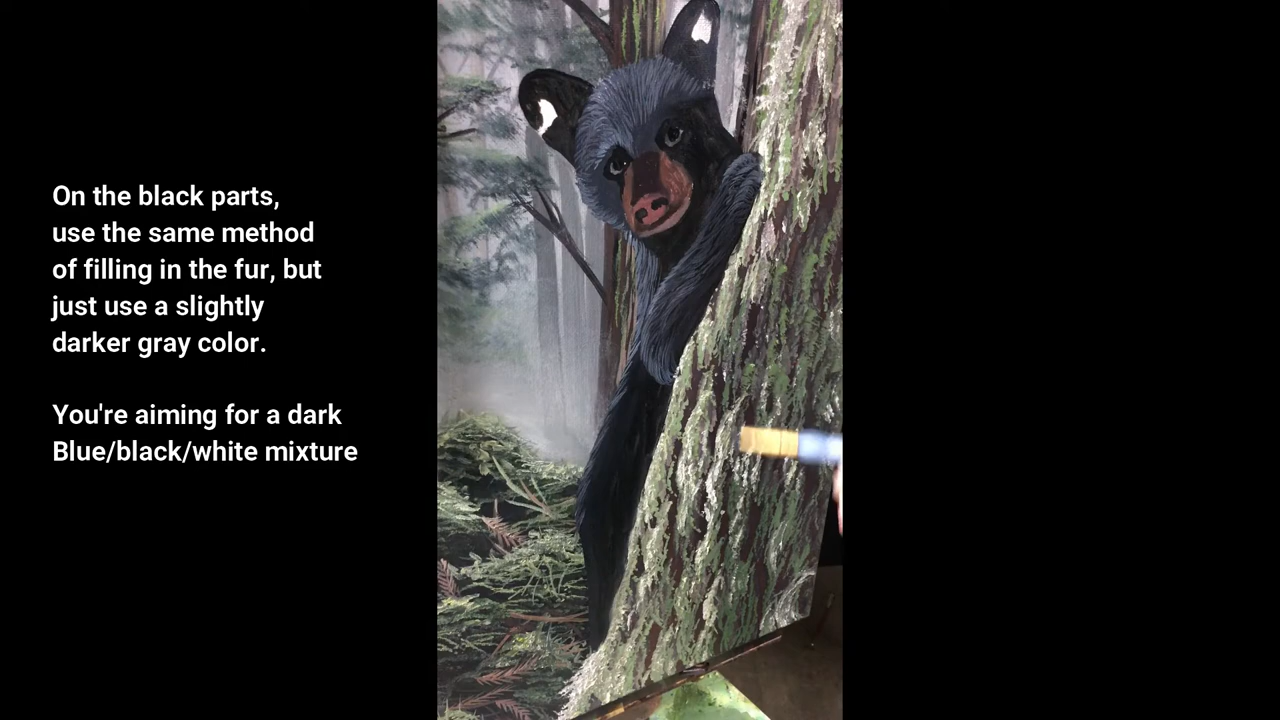 On the black parts,
use the same method
of filling in the fur, but
just use a slightly
darker gray color.
You're aiming for a dark
Blue/black/white mixture